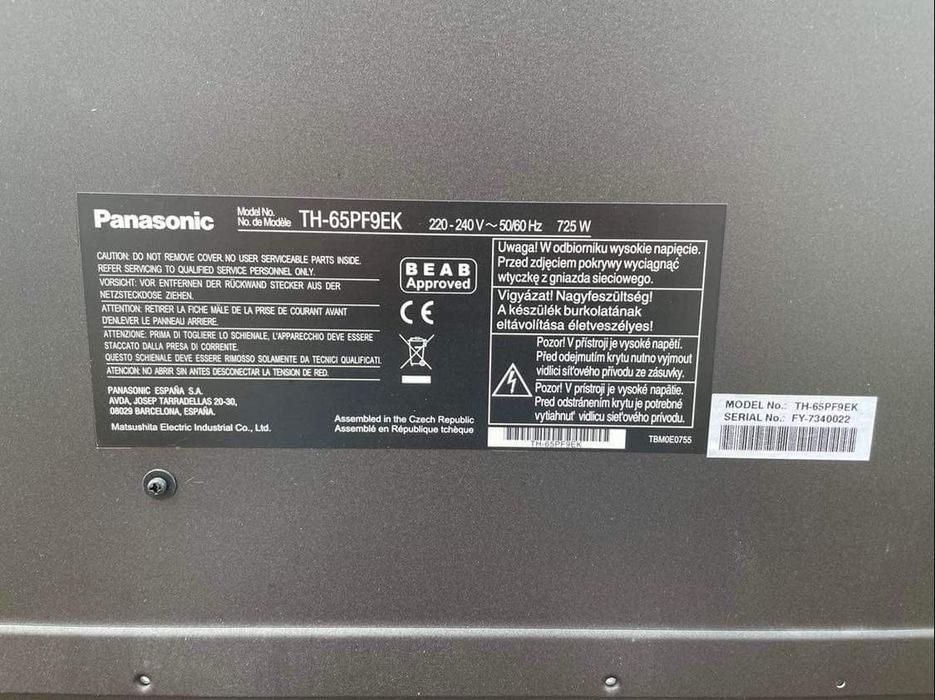 Panasonic
Model No.
No. de Modèle
TH-65PF9EK
220 - 240 V ~ 50/60 Hz 725 W
CAUTION: DO NOT REMOVE COVER. NO USER SERVICEABLE PARTS INSIDE.
REFER SERVICING TO QUALIFIED SERVICE PERSONNEL ONLY.
VORSICHT: VOR ENTFERNEN DER RÜCKWAND STECKER AUS DER
NETZSTECKDOSE ZIEHEN.
ATTENTION: RETIRER LA FICHE MÂLE DE LA PRISE DE COURANT AVANT
D'ENLEVER LE PANNEAU ARRIERE.
ATTENZIONE: PRIMA DI TOGLIERE LO SCHIENALE, L'APPARECCHIO DEVE ESSERE
STACCATO DALLA PRESA DI CORRENTE.
QUESTO SCHIENALE DEVE ESSERE RIMOSSO SOLAMENTE DA TECNICI QUALIFICATI.
ATENCION: NO ABRIR SIN ANTES DESCONECTAR LA TENSION DE RED.
PANASONIC ESPAÑA S.A.
AVDA, JOSEP TARRADELLAS 20-30,
08029 BARCELONA, ESPAÑA.
Matsushita Electric Industrial Co., Ltd.
BEAB
Approved
CE
Assembled in the Czech Republic
Assemblé en République tchèque
Uwaga! W odbiorniku wysokie napięcie.
Przed zdjęciem pokrywy wyciągnąć
wtyczkę z gniazda sieciowego.
Vigyázat! Nagyfeszültség!
A készülék burkolatának
eltávolítása életveszélyes!
Pozor! V přístroji je vysoké napětí.
Před odejmutím krytu nutno vyjmout
vidlici síťového přívodu ze zásuvky.
Pozor! V prístroji je vysoké napätie.
Pred odstránením krytu je potrebné
vytiahnuť vidlicu sieťového prívodu.
TH-65PF9EK
TBM0E0755
MODEL No.: TH-65PF9EK
SERIAL No.: FY-7340022